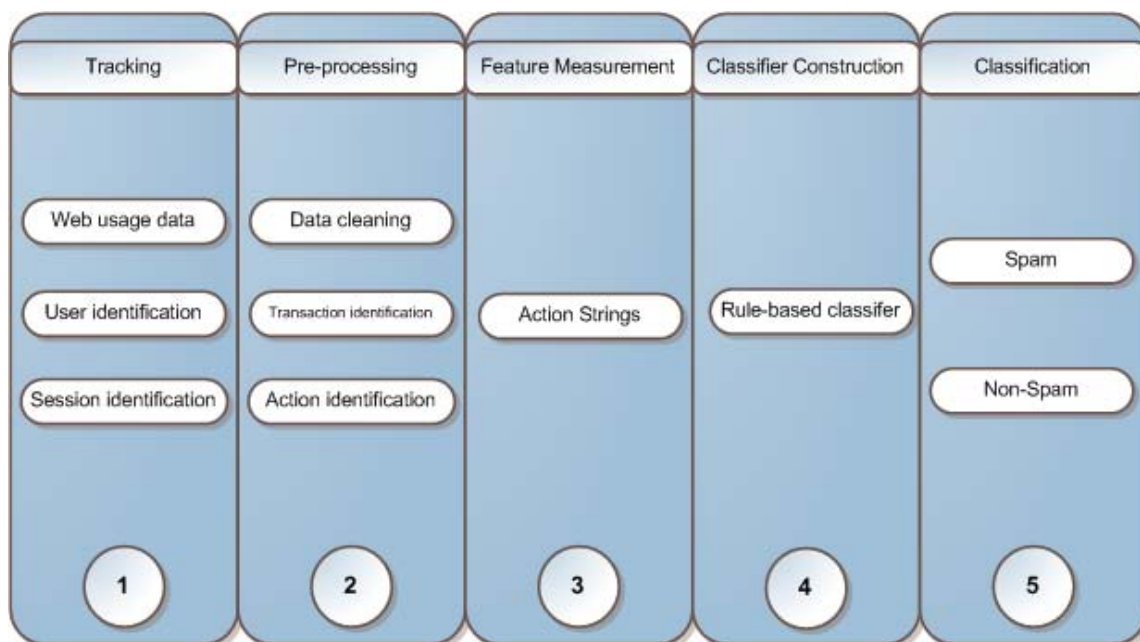 Tracking
Web usage data
User identification
Session identification
1
Pre-processing
Data cleaning
Transaction identification
Action identification
2
Feature Measurement
Action Strings
3
Classifier Construction
Rule-based classifer
4
Classification
Spam
Non-Spam
5